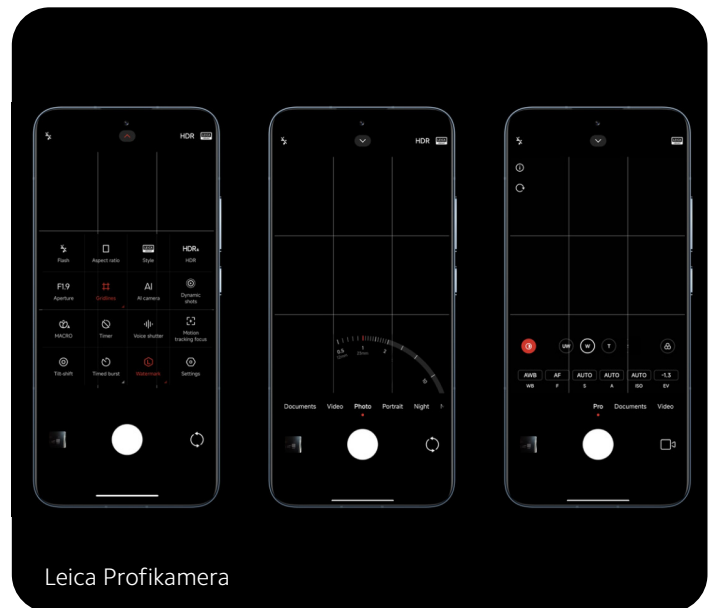 HDR
Flash Aspect ratio Style HDR
F1.9 AI
Aperture Gridlines AI camera Dynamic shots
MACRO Timer Voice shutter Motion tracking focus
Tilt-shift Timed burst Watermark Settings
HDR
0.5 1 2 6
Documents Video Photo Portrait Night
UW W T
AWB AF AUTO AUTO AUTO -1.3
WB F S A ISO EV
Pro Documents Video
Leica Profikamera